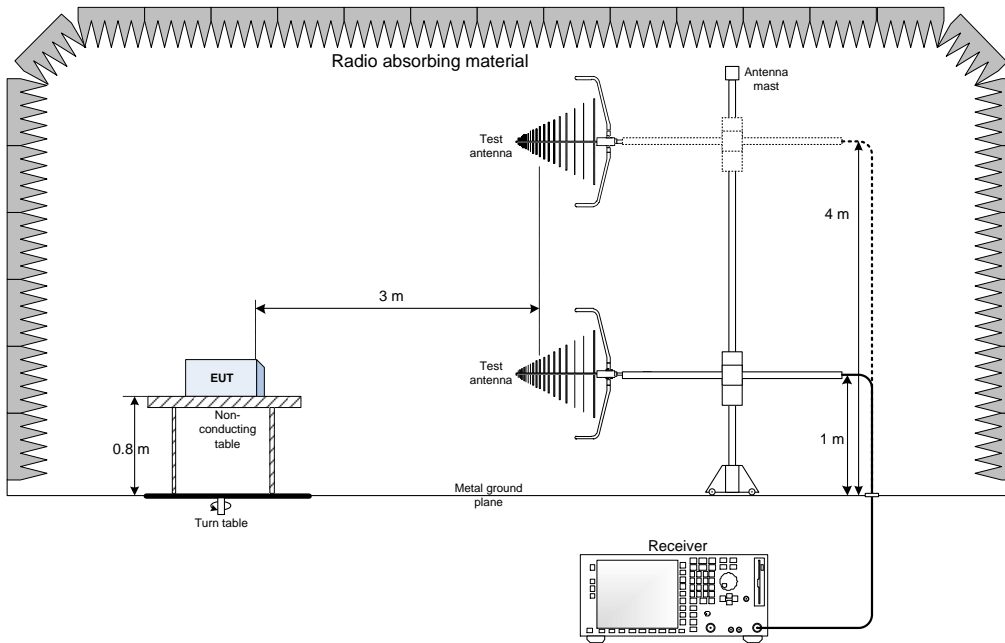 Radio absorbing material
Antenna
mast
Test
antenna
4 m
3 m
Test
antenna
EUT
Non-
conducting
table
0.8 m
1 m
Metal ground
plane
Turn table
Receiver